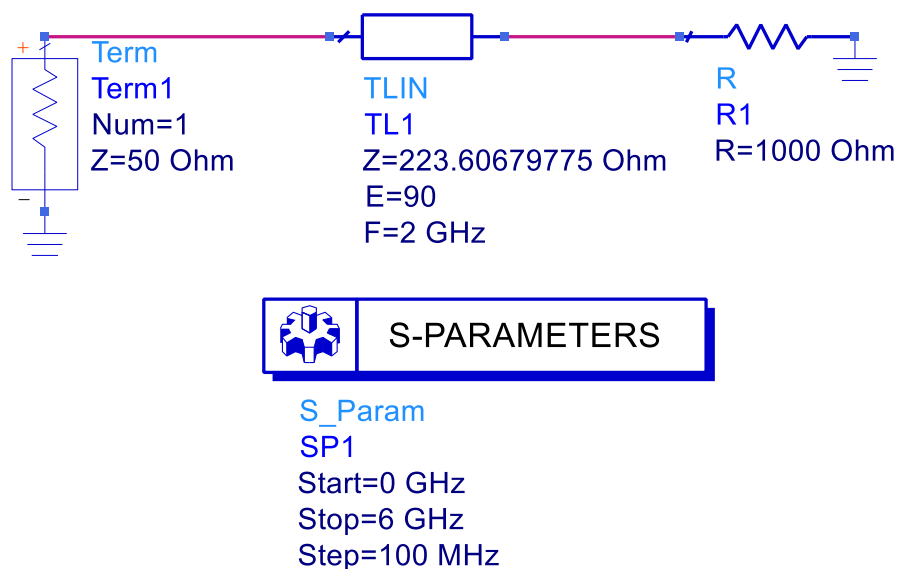 +
Term
Term1
Num=1
Z=50 Ohm
−
TLIN
TL1
Z=223.60679775 Ohm
E=90
F=2 GHz
R
R1
R=1000 Ohm
S-PARAMETERS
S_Param
SP1
Start=0 GHz
Stop=6 GHz
Step=100 MHz